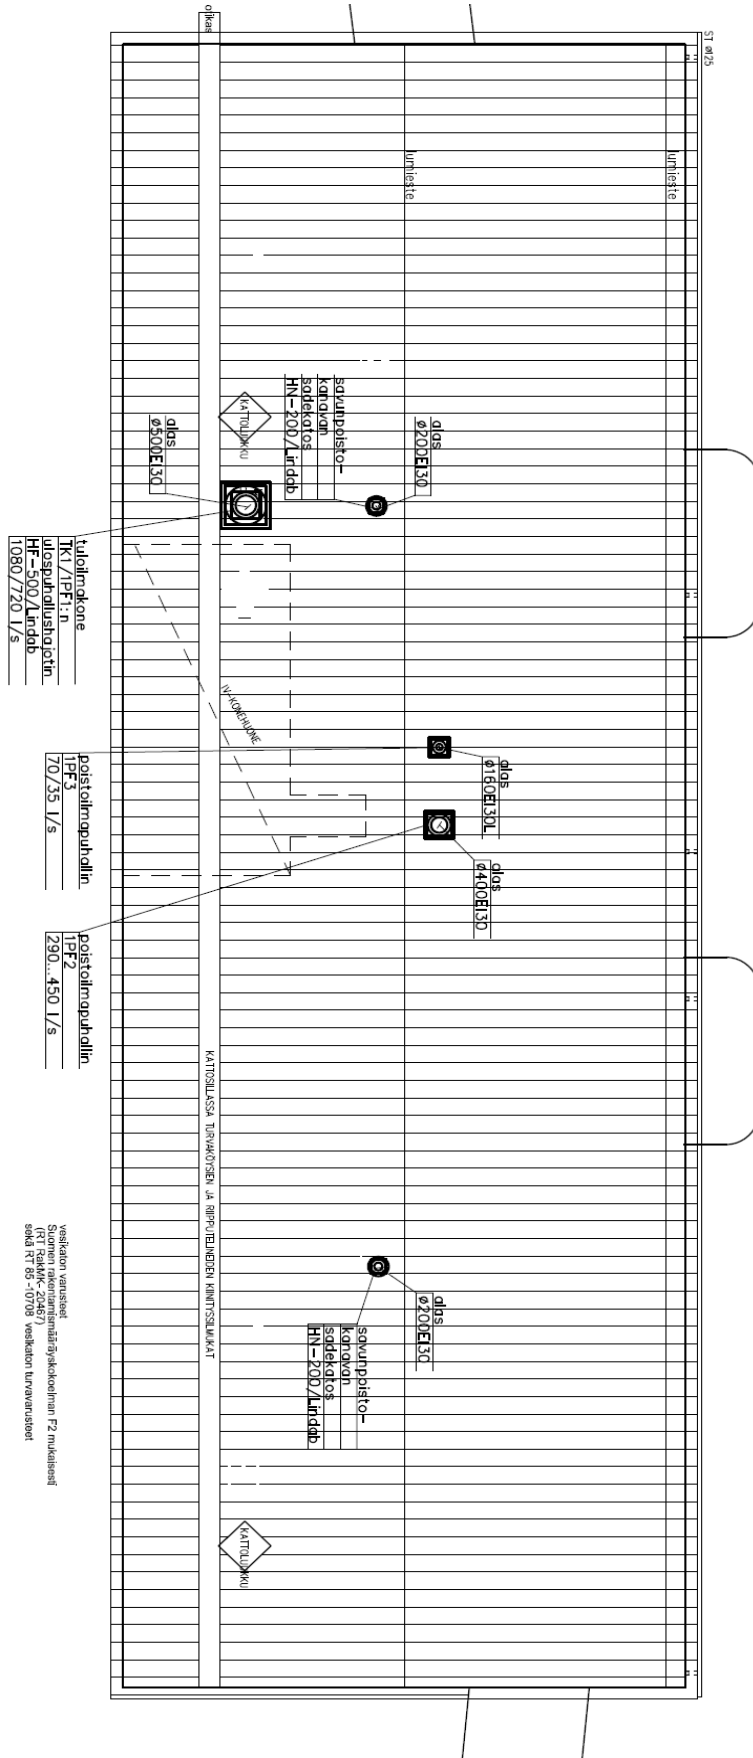 ST ø125
otikas
lumieste
lumieste
savunpoisto-
kanavan
sadekatos
HN-200/Lindab
alas
ø200EI30
KATTOLUUKKU
alas
ø500EI30
tuloilmakone
TK1/1PF1:n
ulospuhallushajotin
HF-500/Lindab
1080/720 l/s
IV-KONEHUONE
alas
ø160EI30L
poistoilmapuhallin
1PF3
70/35 l/s
alas
ø400EI30
poistoilmapuhallin
1PF2
290...450 l/s
KATTOSILLASSA TURVAKÖYSIEN JA RIIPPUTELINEIDEN KIINITYSSILMUKAT
alas
ø200EI30
savunpoisto-
kanavan
sadekatos
HN-200/Lindab
vesikaton varusteet
Suomen rakentamismääräyskokoelman F2 mukaisesti
(RT RakMK- 20467)
sekä RT 85 -10708 vesikaton turvavarusteet
KATTOLUUKKU